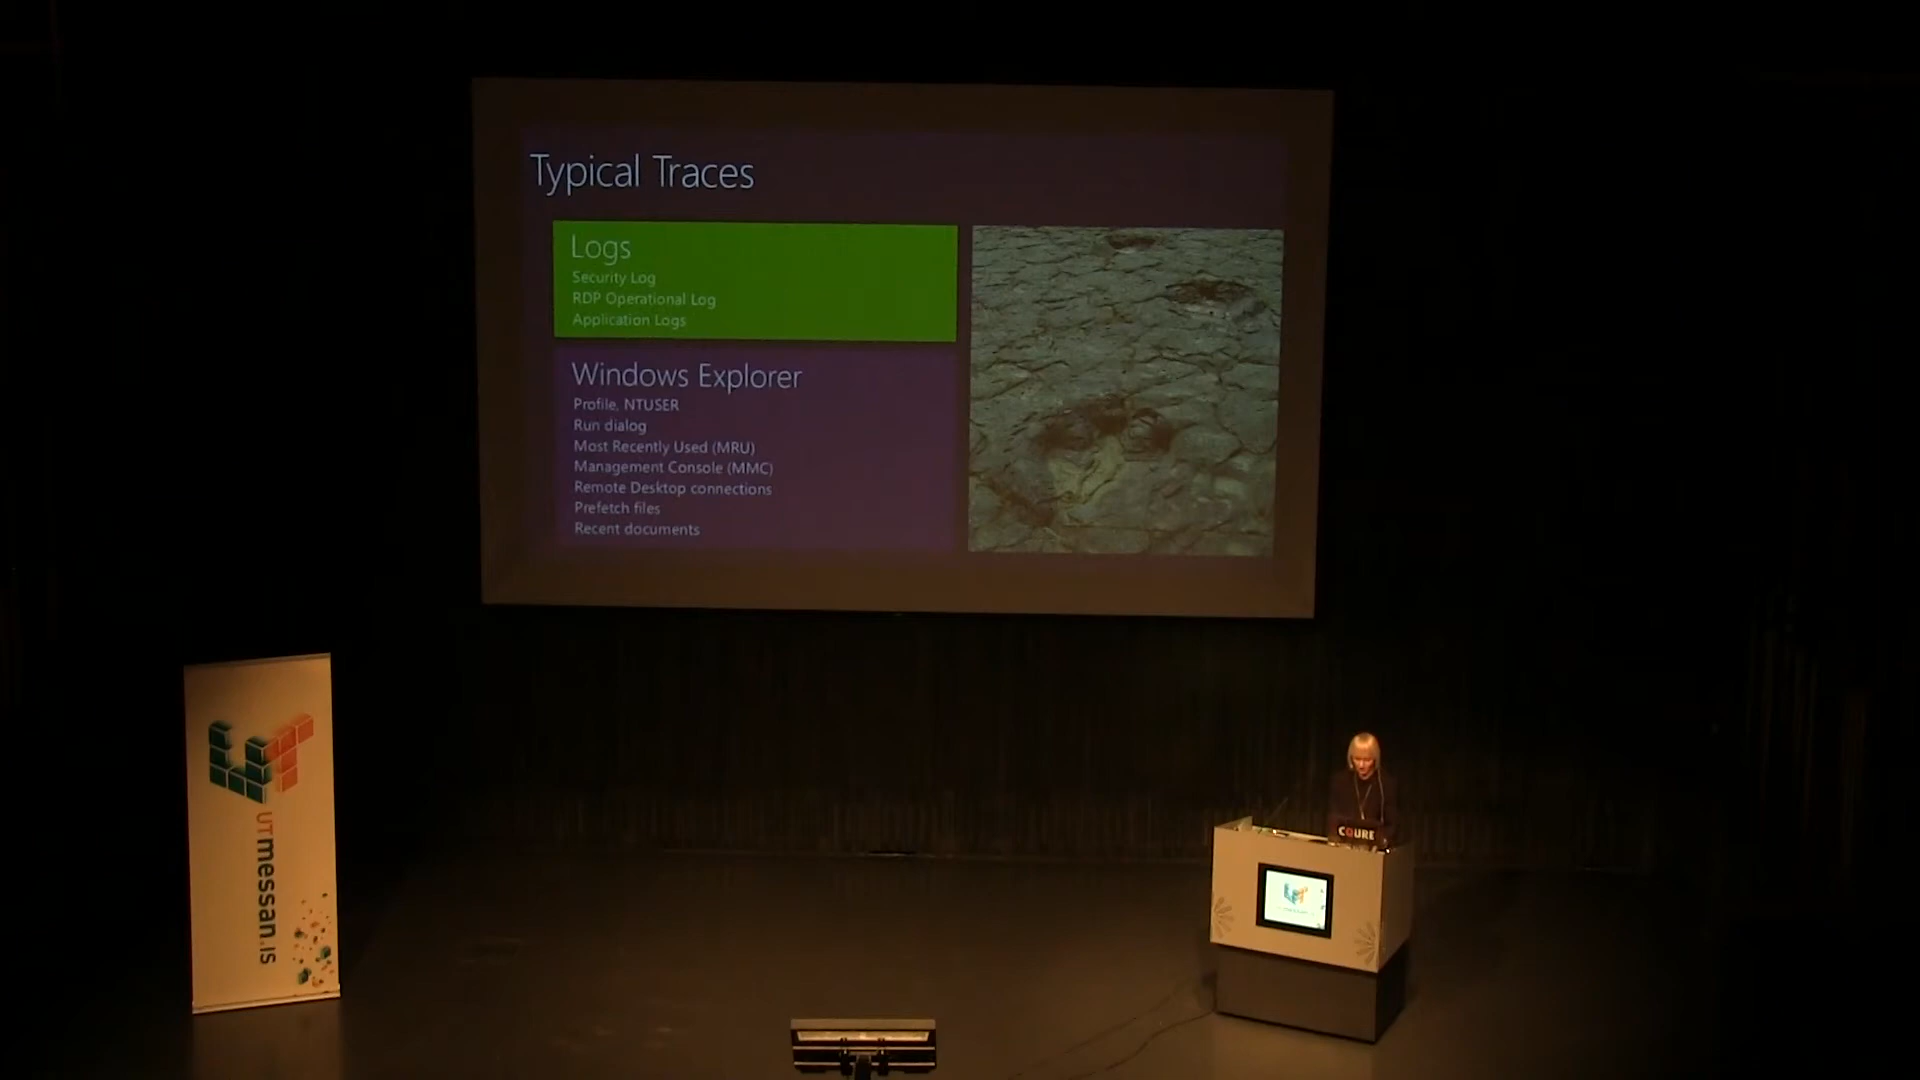 Typical Traces
Logs
Security Log
RDP Operational Log
Application Logs
Windows Explorer
Profile, NTUSER
Run dialog
Most Recently Used (MRU)
Management Console (MMC)
Remote Desktop connections
Prefetch files
Recent documents
UTmessan.is
CQURE